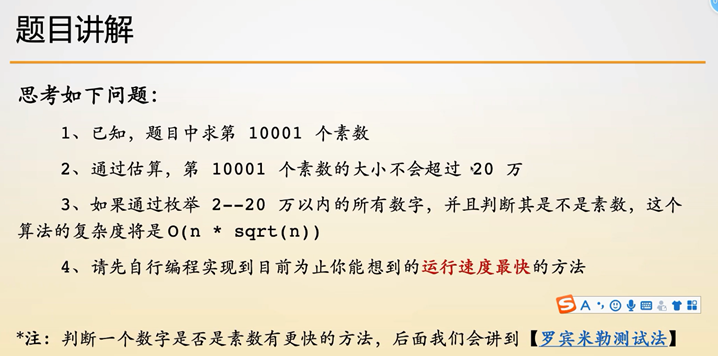 题目讲解
思考如下问题：
1、已知，题目中求第 10001 个素数
2、通过估算，第 10001 个素数的大小不会超过 20 万
3、如果通过枚举 2--20 万以内的所有数字，并且判断其是不是素数，这个
算法的复杂度将是 O(n * sqrt(n))
4、请先自行编程实现到目前为止你能想到的运行速度最快的方法
S A
*注：判断一个数字是否是素数有更快的方法，后面我们会讲到【罗宾米勒测试法】